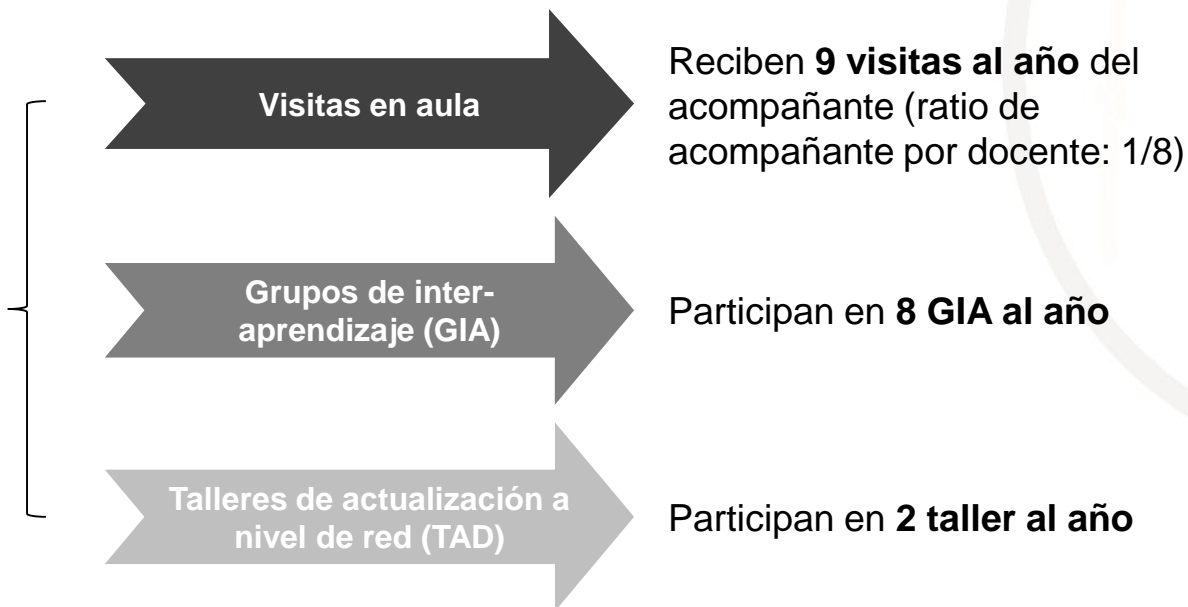 Visitas en aula
Reciben 9 visitas al año del
acompañante (ratio de
acompañante por docente: 1/8)
Grupos de inter-
aprendizaje (GIA)
Participan en 8 GIA al año
Talleres de actualización a
nivel de red (TAD)
Participan en 2 taller al año